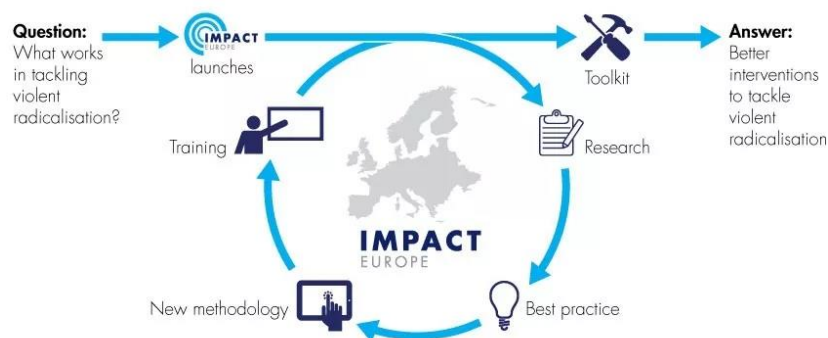 Question:
What works
in tackling
violent
radicalisation?
IMPACT
EUROPE
launches
Toolkit
Answer:
Better
interventions
to tackle
violent
radicalisation
Training
Research
IMPACT
EUROPE
New methodology
Best practice